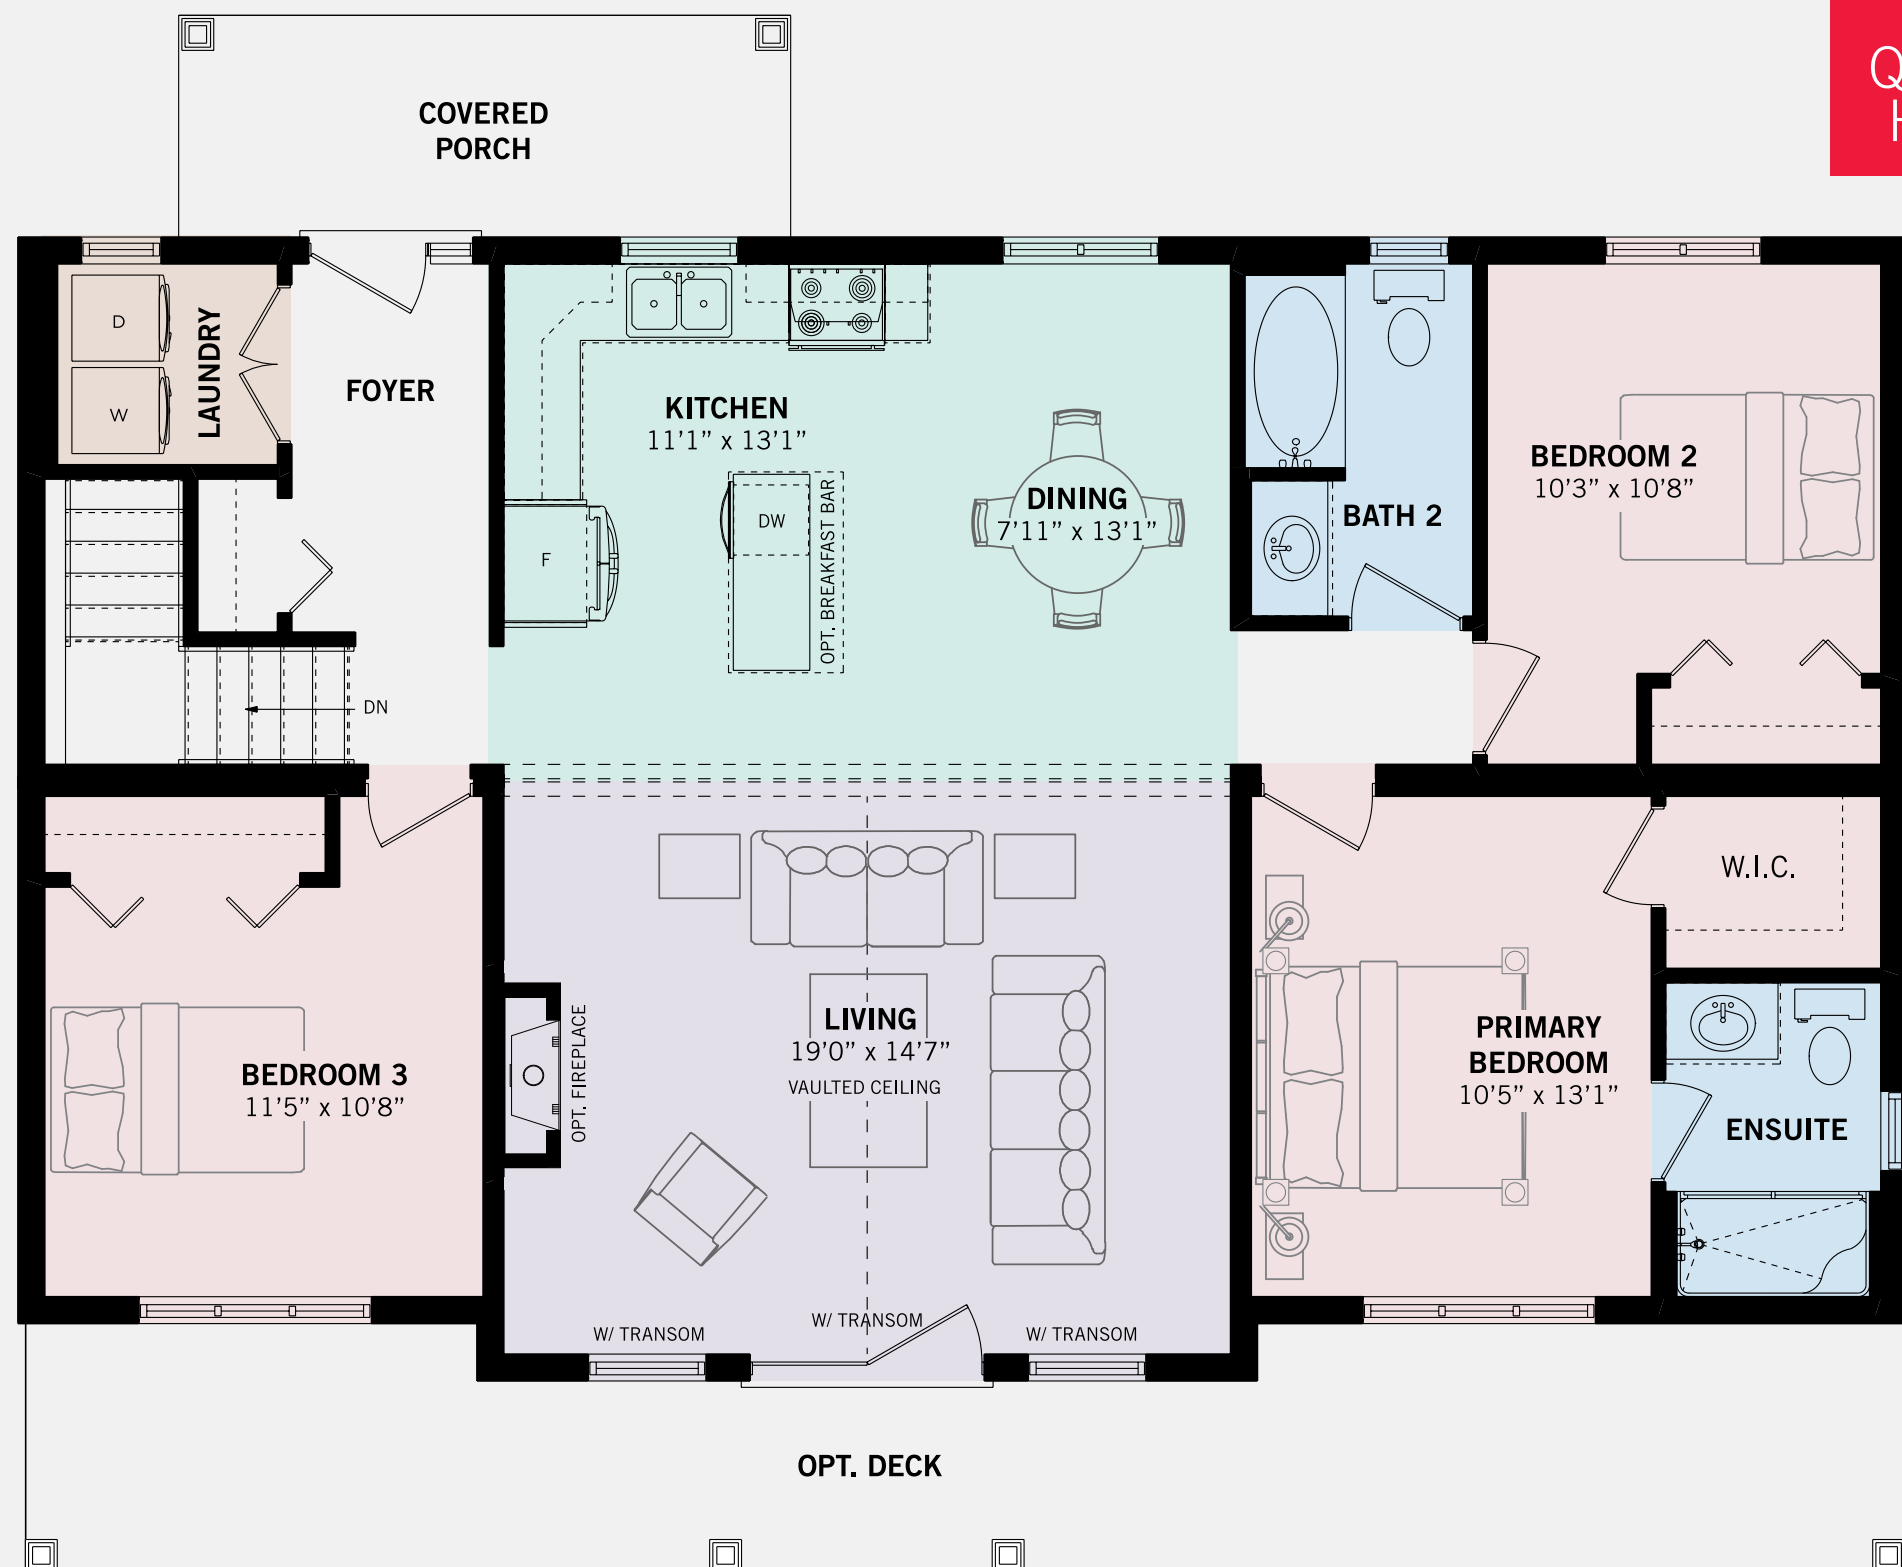 COVERED
PORCH
Q
H
D
W
LAUNDRY
FOYER
KITCHEN
11'1” x 13'1”
DINING
7'11” x 13'1”
DW
OPT. BREAKFAST BAR
F
BATH 2
BEDROOM 2
10'3” x 10'8”
DN
W.I.C.
LIVING
19'0” x 14'7”
VAULTED CEILING
OPT. FIREPLACE
BEDROOM 3
11'5” x 10'8”
PRIMARY
BEDROOM
10'5” x 13'1”
ENSUITE
W/ TRANSOM
W/ TRANSOM
W/ TRANSOM
OPT. DECK